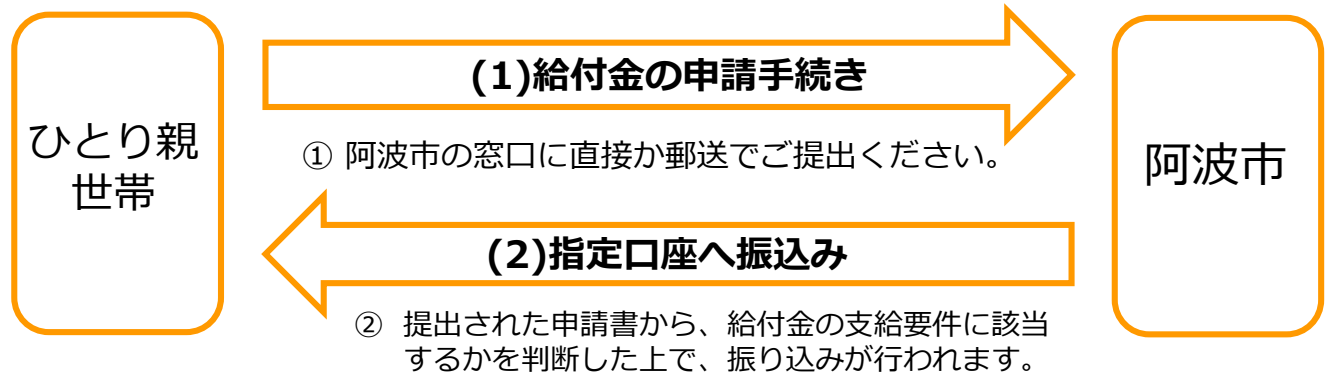 ひとり親
世帯
(1)給付金の申請手続き
① 阿波市の窓口に直接か郵送でご提出ください。
(2)指定口座へ振込み
② 提出された申請書から、給付金の支給要件に該当
するかを判断した上で、振り込みが行われます。
阿波市